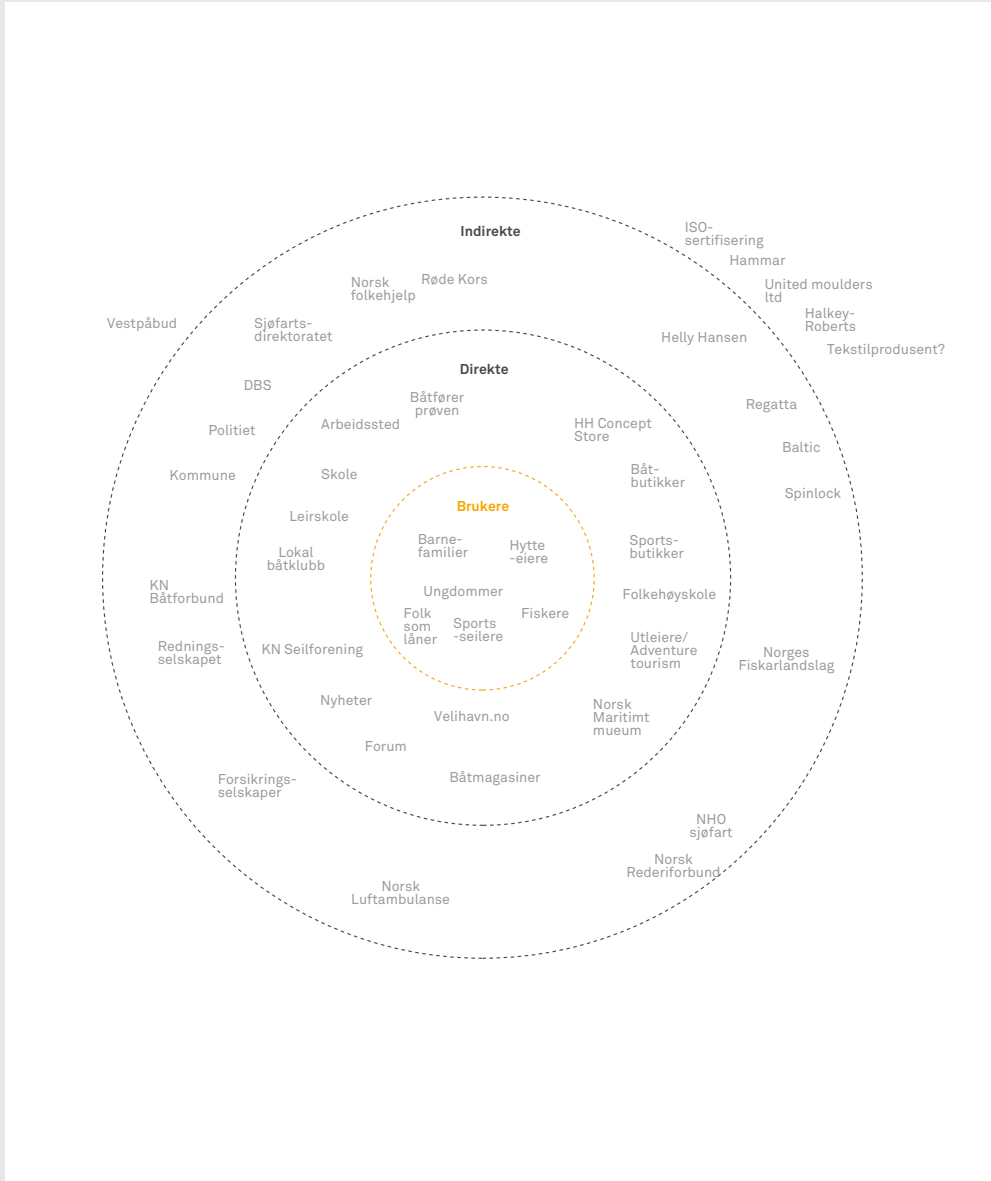 Indirekte
ISO-
sertifisering
Hammar
Norsk
folkehjelp
Røde Kors
United moulders
ltd
Halkey-
Roberts
Vestpåbud
Sjøfarts-
direktoratet
Helly Hansen
Tekstilprodusent?
Direkte
DBS
Båtfører
prøven
Regatta
Politiet
Arbeidssted
HH Concept
Store
Baltic
Kommune
Skole
Båt-
butikker
Spinlock
Brukere
Leirskole
Barne-
familier
Hytte
-eiere
Sports-
butikker
Lokal
båtklubb
KN
Båtforbund
Ungdommer
Folkehøyskole
Folk
som
låner
Sports
-seilere
Fiskere
Rednings-
selskapet
KN Seilforening
Utleiere/
Adventure
tourism
Norges
Fiskarlandslag
Nyheter
Velihavn.no
Norsk
Maritimt
mueum
Forum
Båtmagasiner
Forsikrings-
selskaper
NHO
sjøfart
Norsk
Rederiforbund
Norsk
Luftambulanse